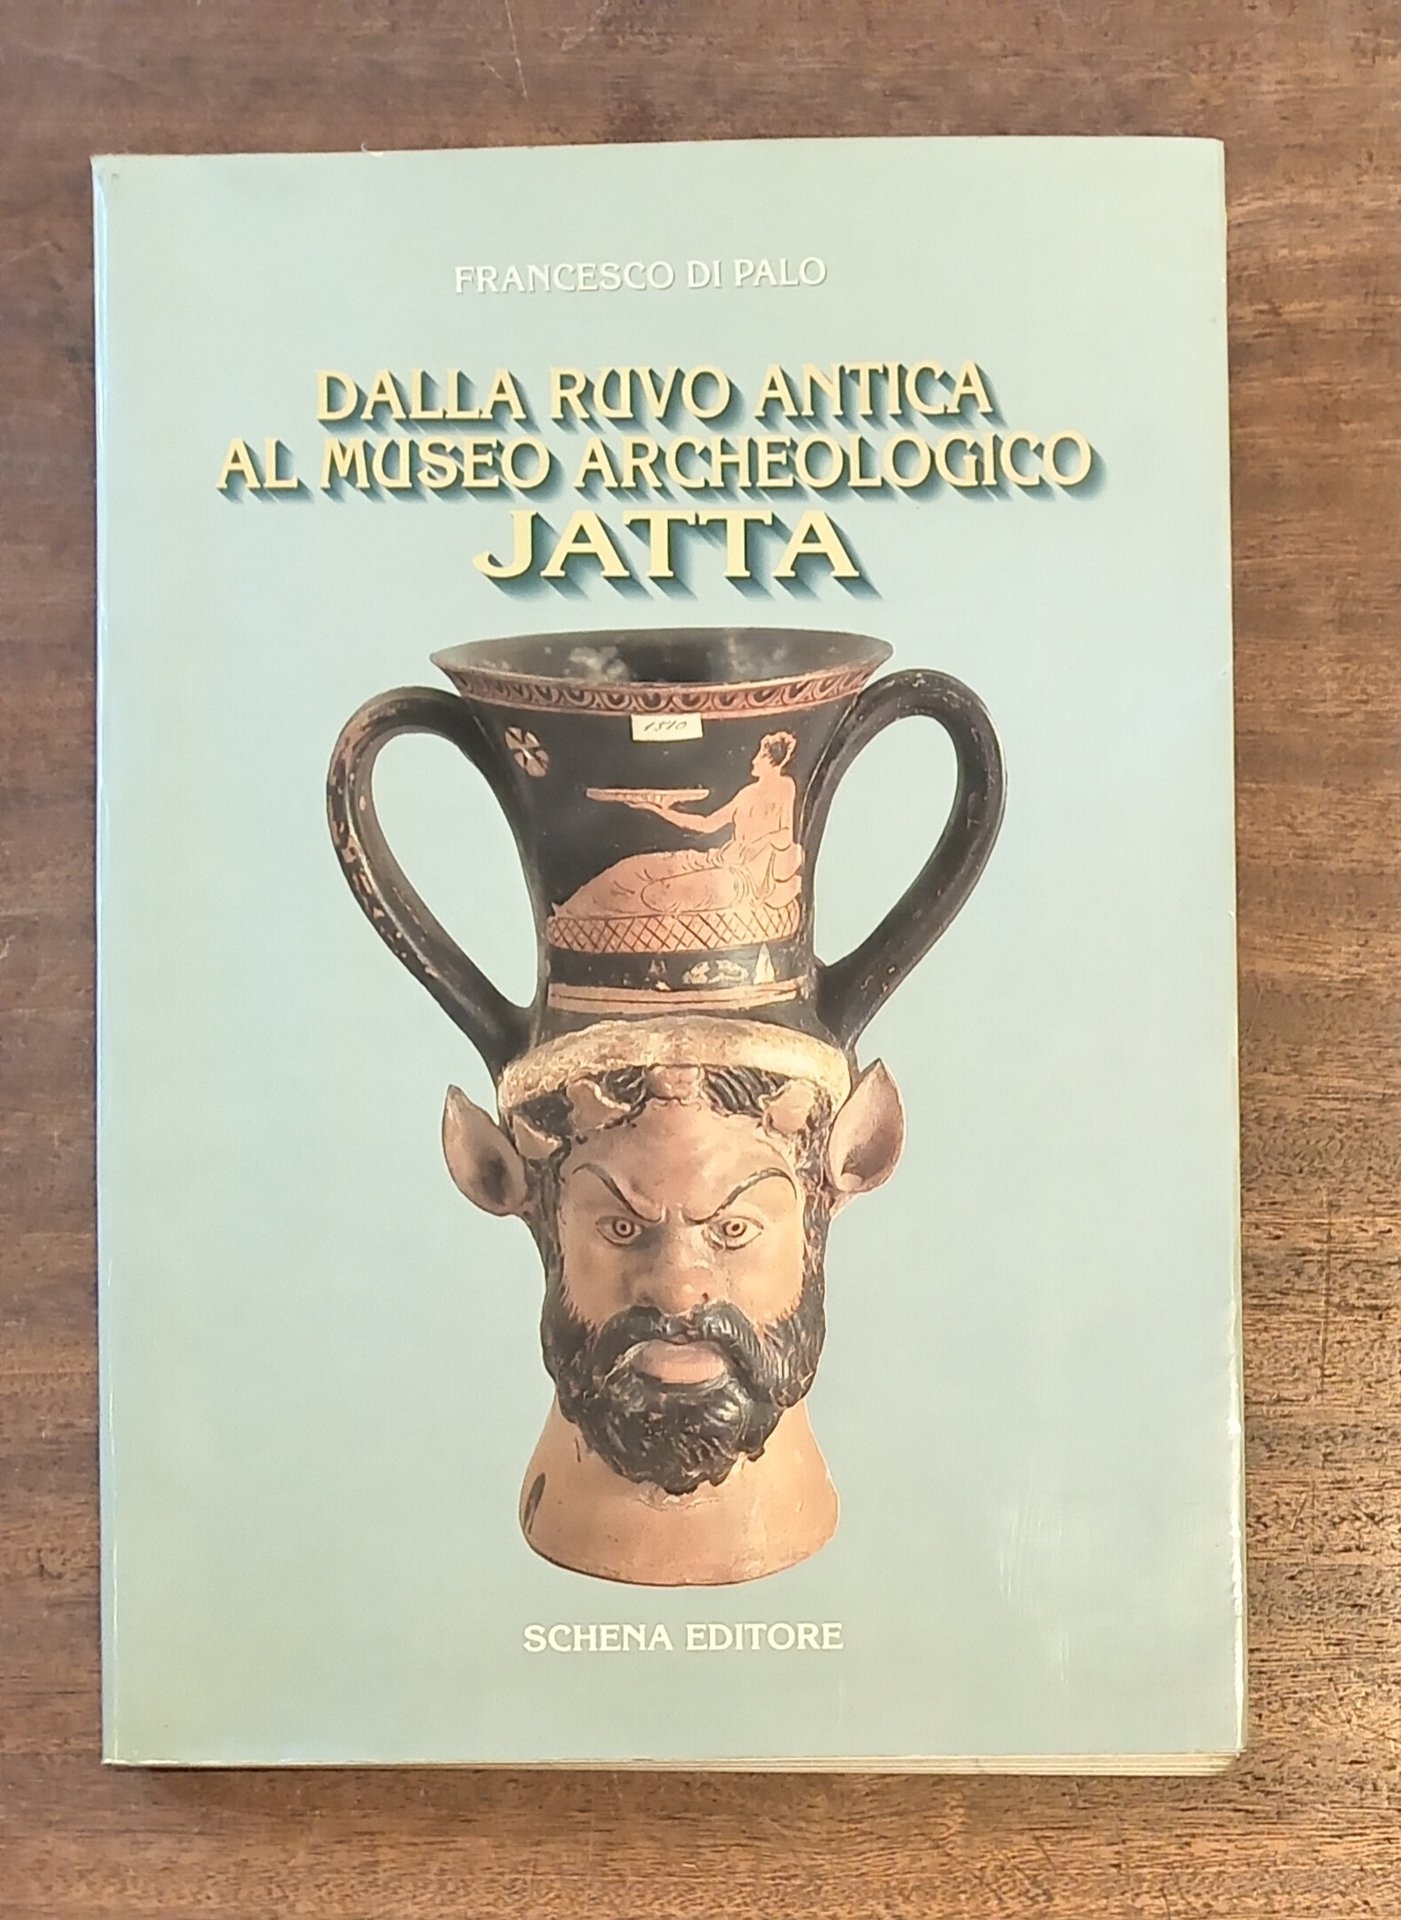 FRANCESCO DI PALO
DALLA RUVO ANTICA
AL MUSEO ARCHEOLOGICO
JATTA
1510
SCHENA EDITORE